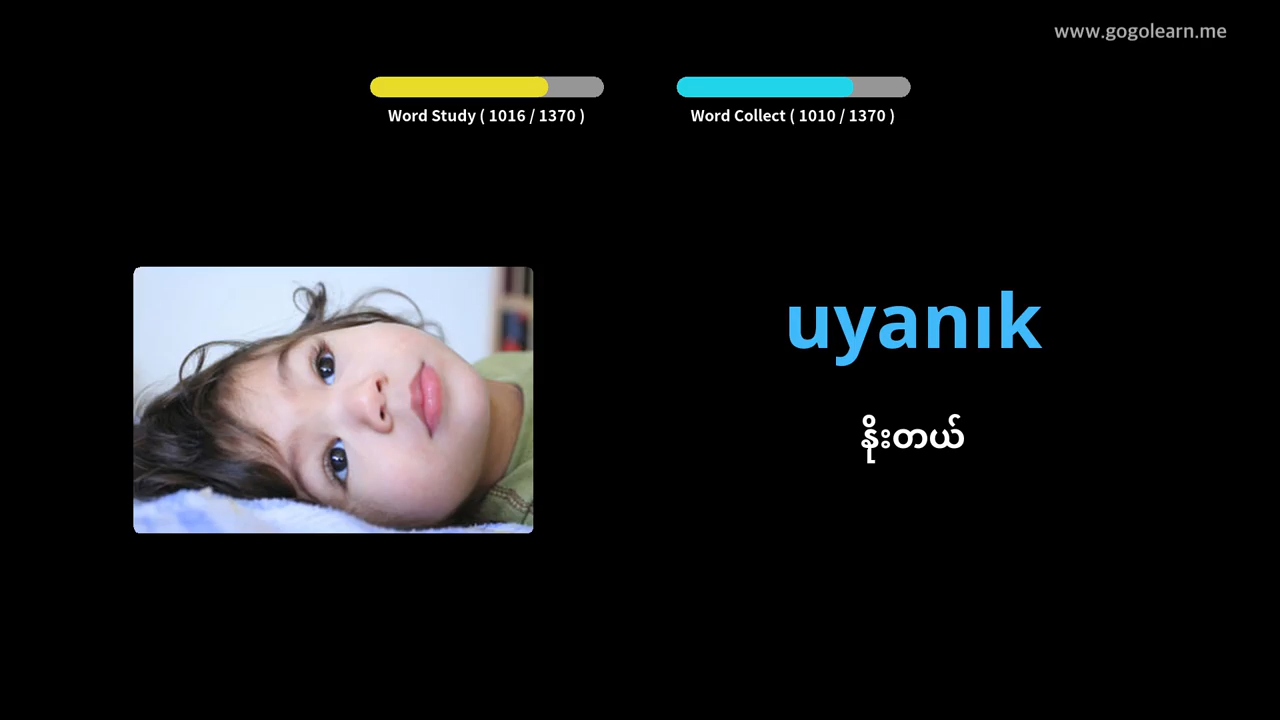 www.gogolearn.me
Word Study ( 1016 / 1370 )
Word Collect ( 1010 / 1370 )
uyanık
နိုးတယ်